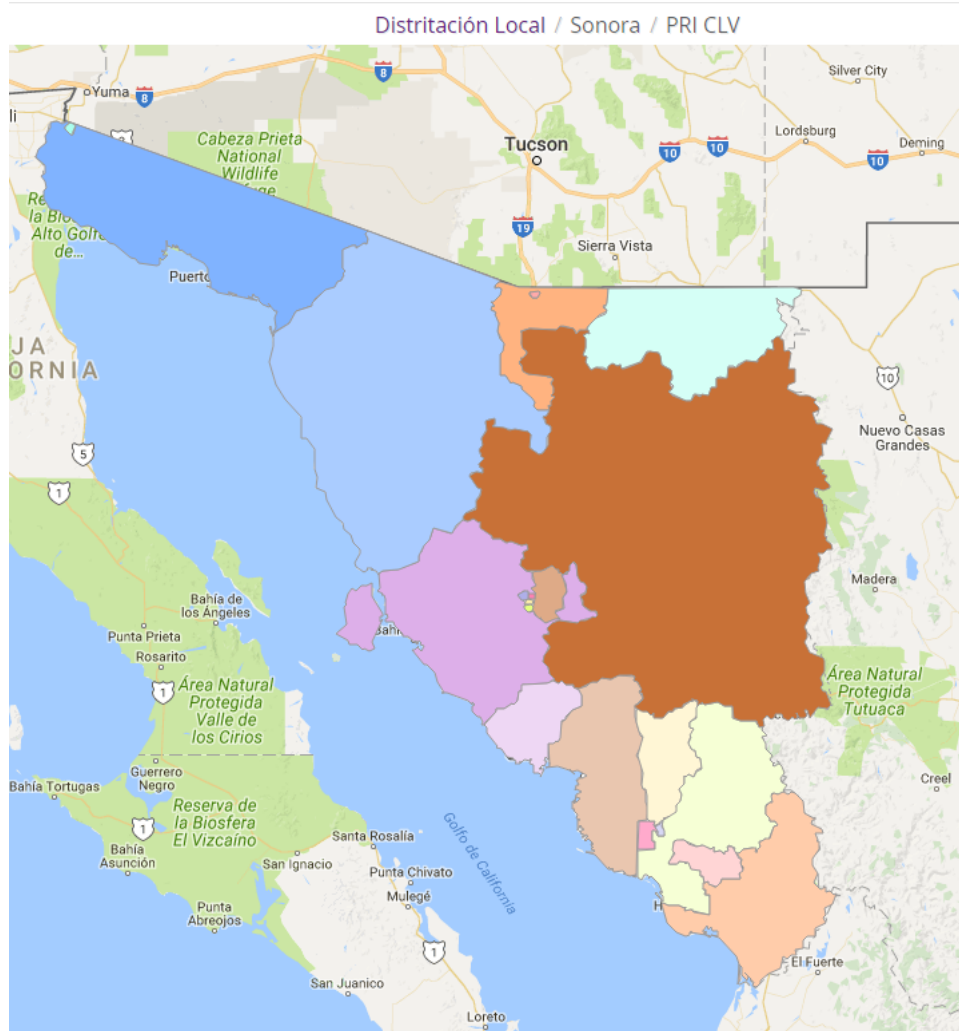 Distritación Local / Sonora / PRI CLV
Silver City
8
Yuma
8
Lordsburg
Cabeza Prieta
National
Wildlife
Tucson
10
10
Deming
10
la Bios
Alto Golfo
de...
19
Sierra Vista
Puerto
JA
ORNIA
10
Nuevo Casas
Grandes
5
1
Madera
Bahía de
los Ángeles
Punta Prieta
Rosarito
Área Natural
Protegida
Tutuaca
1
Área Natural
Protegida
Valle de
los Cirios
Guerrero
Negro
Creel
Bahía Tortugas
Reserva de
la Biosfera
El Vizcaíno
1
Santa Rosalía
Golfo de California
Bahía
Asunción
San Ignacio
Punta Chivato
Mulegé
Punta
Abreojos
1
El Fuerte
San Juanico
Loreto